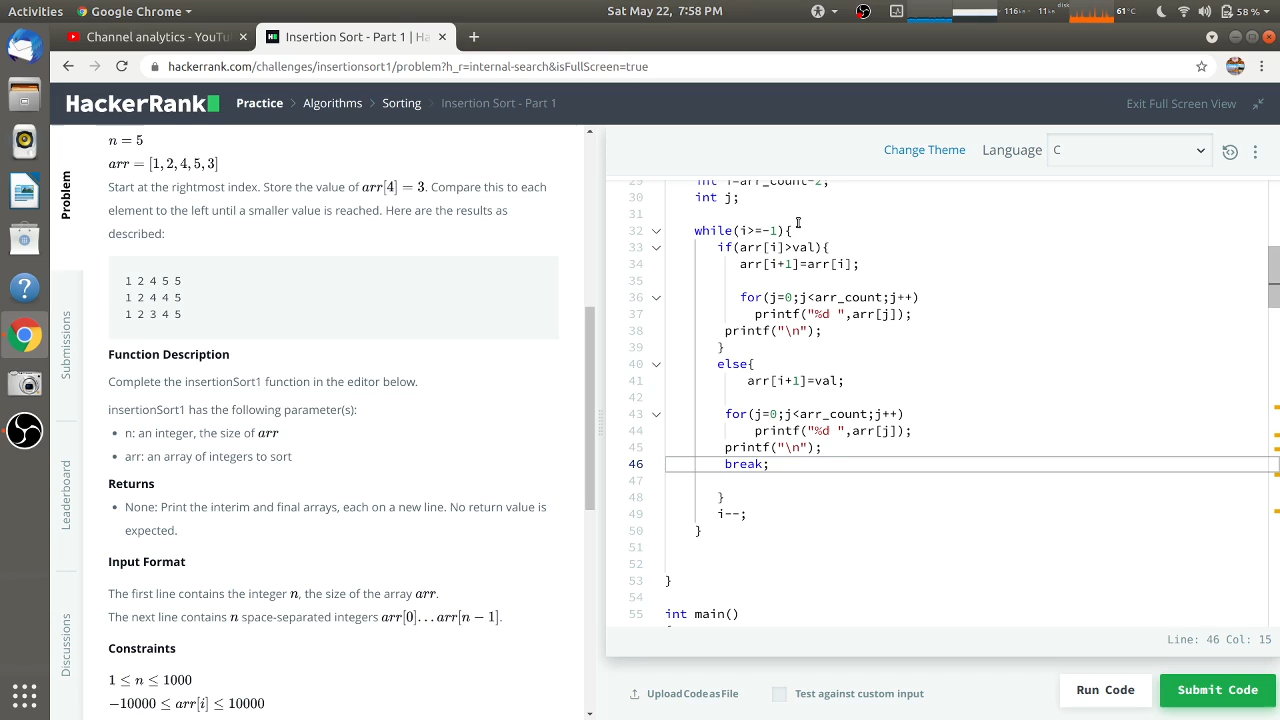 Activities
Google Chrome
Sat May 22, 7:58 PM
61°C
58 %
Channel analytics - YouT
Insertion Sort - Part 1 | Ha
hackerrank.com/challenges/insertionsort1/problem?h_r=internal-search&isFullScreen=true
HackerRank
Practice > Algorithms > Sorting > Insertion Sort - Part 1
Exit Full Screen View
Problem
Submissions
Leaderboard
Discussions
n = 5
arr = [1, 2, 4, 5, 3]
Start at the rightmost index. Store the value of arr[4] = 3. Compare this to each
element to the left until a smaller value is reached. Here are the results as
described:
1 2 4 5 5
1 2 4 4 5
1 2 3 4 5
Function Description
Complete the insertionSort1 function in the editor below.
insertionSort1 has the following parameter(s):
• n: an integer, the size of arr
• arr: an array of integers to sort
Returns
• None: Print the interim and final arrays, each on a new line. No return value is
expected.
Input Format
The first line contains the integer n, the size of the array arr.
The next line contains n space-separated integers arr[0]...arr[n − 1].
Constraints
1 ≤ n ≤ 1000
−10000 ≤ arr[i] ≤ 10000
Change Theme
Language
C
29 int i=arr_count-2;
30 int j;
31
32 while(i>=-1){
33 if(arr[i]>val){
34 arr[i+1]=arr[i];
35
36 for(j=0;j<arr_count;j++)
37 printf("%d ",arr[j]);
38 printf("\n");
39 }
40 else{
41 arr[i+1]=val;
42
43 for(j=0;j<arr_count;j++)
44 printf("%d ",arr[j]);
45 printf("\n");
46 break;
47
48 }
49 i--;
50 }
51
52
53 }
54
55 int main()
Line: 46 Col: 15
Upload Code as File
Test against custom input
Run Code
Submit Code